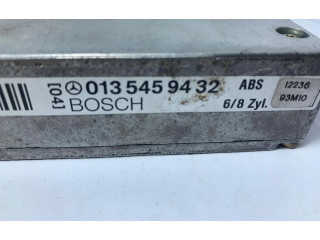 [04]
013 545 94 32
BOSCH
ABS
6/8 Zyl.
12236
93M10